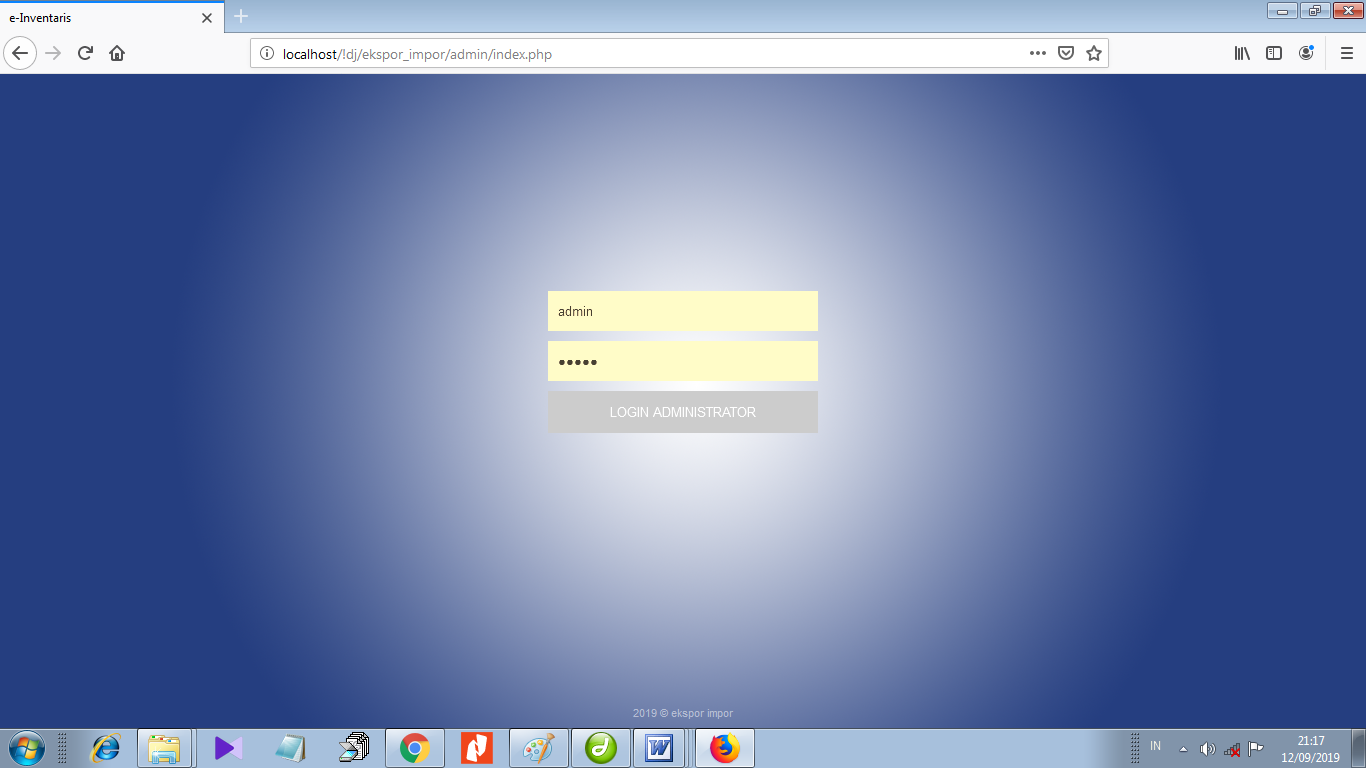 e-Inventaris
localhost/!dj/ekspor_impor/admin/index.php
admin
•••••
LOGIN ADMINISTRATOR
2019 © ekspor impor
IN
21:17
12/09/2019